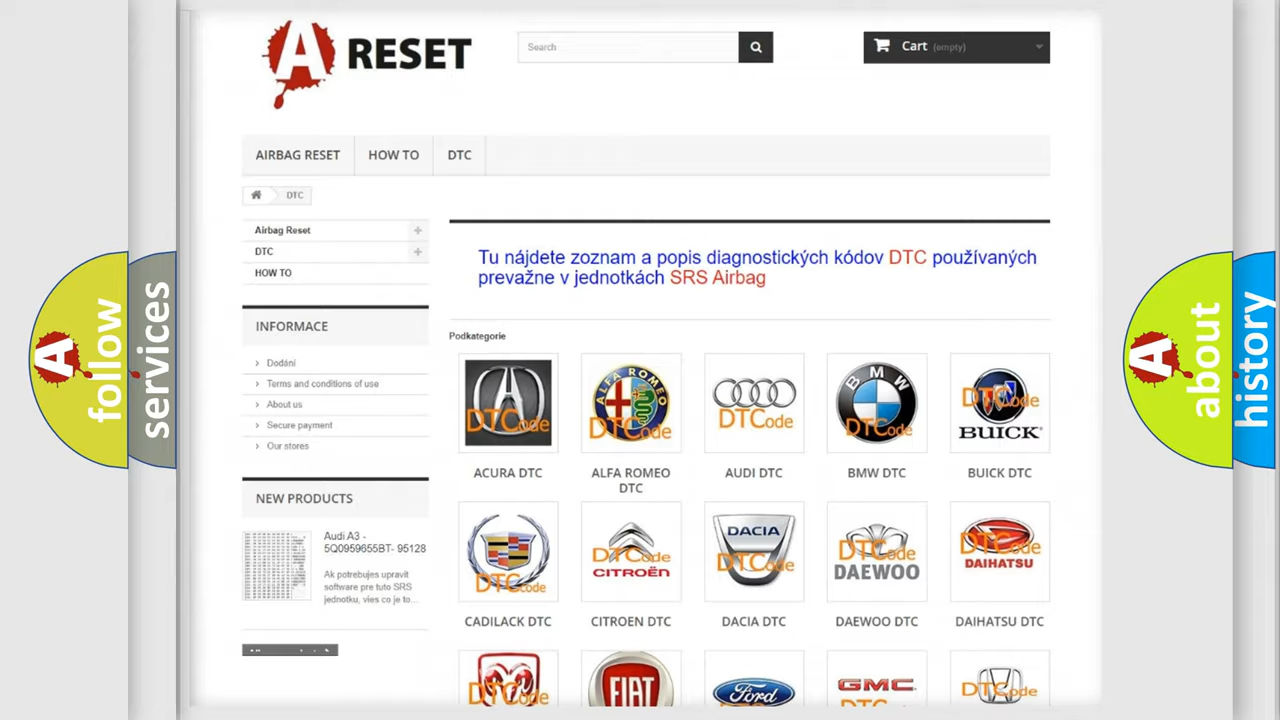 A RESET
Search
Cart (empty)
AIRBAG RESET
HOW TO
DTC
DTC
Airbag Reset
DTC
HOW TO
INFORMACE
Dodání
Terms and conditions of use
About us
Secure payment
Our stores
NEW PRODUCTS
Audi A3 -
5Q0959655BT- 95128
Ak potrebujes upravit
software pre tuto SRS
jednotku, vies co je to...
Tu nájdete zoznam a popis diagnostických kódov DTC používaných
prevažne v jednotkách SRS Airbag
Podkategorie
DTCode
ALFA ROMEO
DTCode
DTCode
BMW
DTCode
DTCode
BUICK
ACURA DTC
ALFA ROMEO
DTC
AUDI DTC
BMW DTC
BUICK DTC
DTCode
DTCode
CITROËN
DACIA
DTCode
DTCode
DAEWOO
DTCode
DAIHATSU
CADILACK DTC
CITROEN DTC
DACIA DTC
DAEWOO DTC
DAIHATSU DTC
DTCode
FIAT
Ford
GMC
DTCode
A follow
services
A about
history